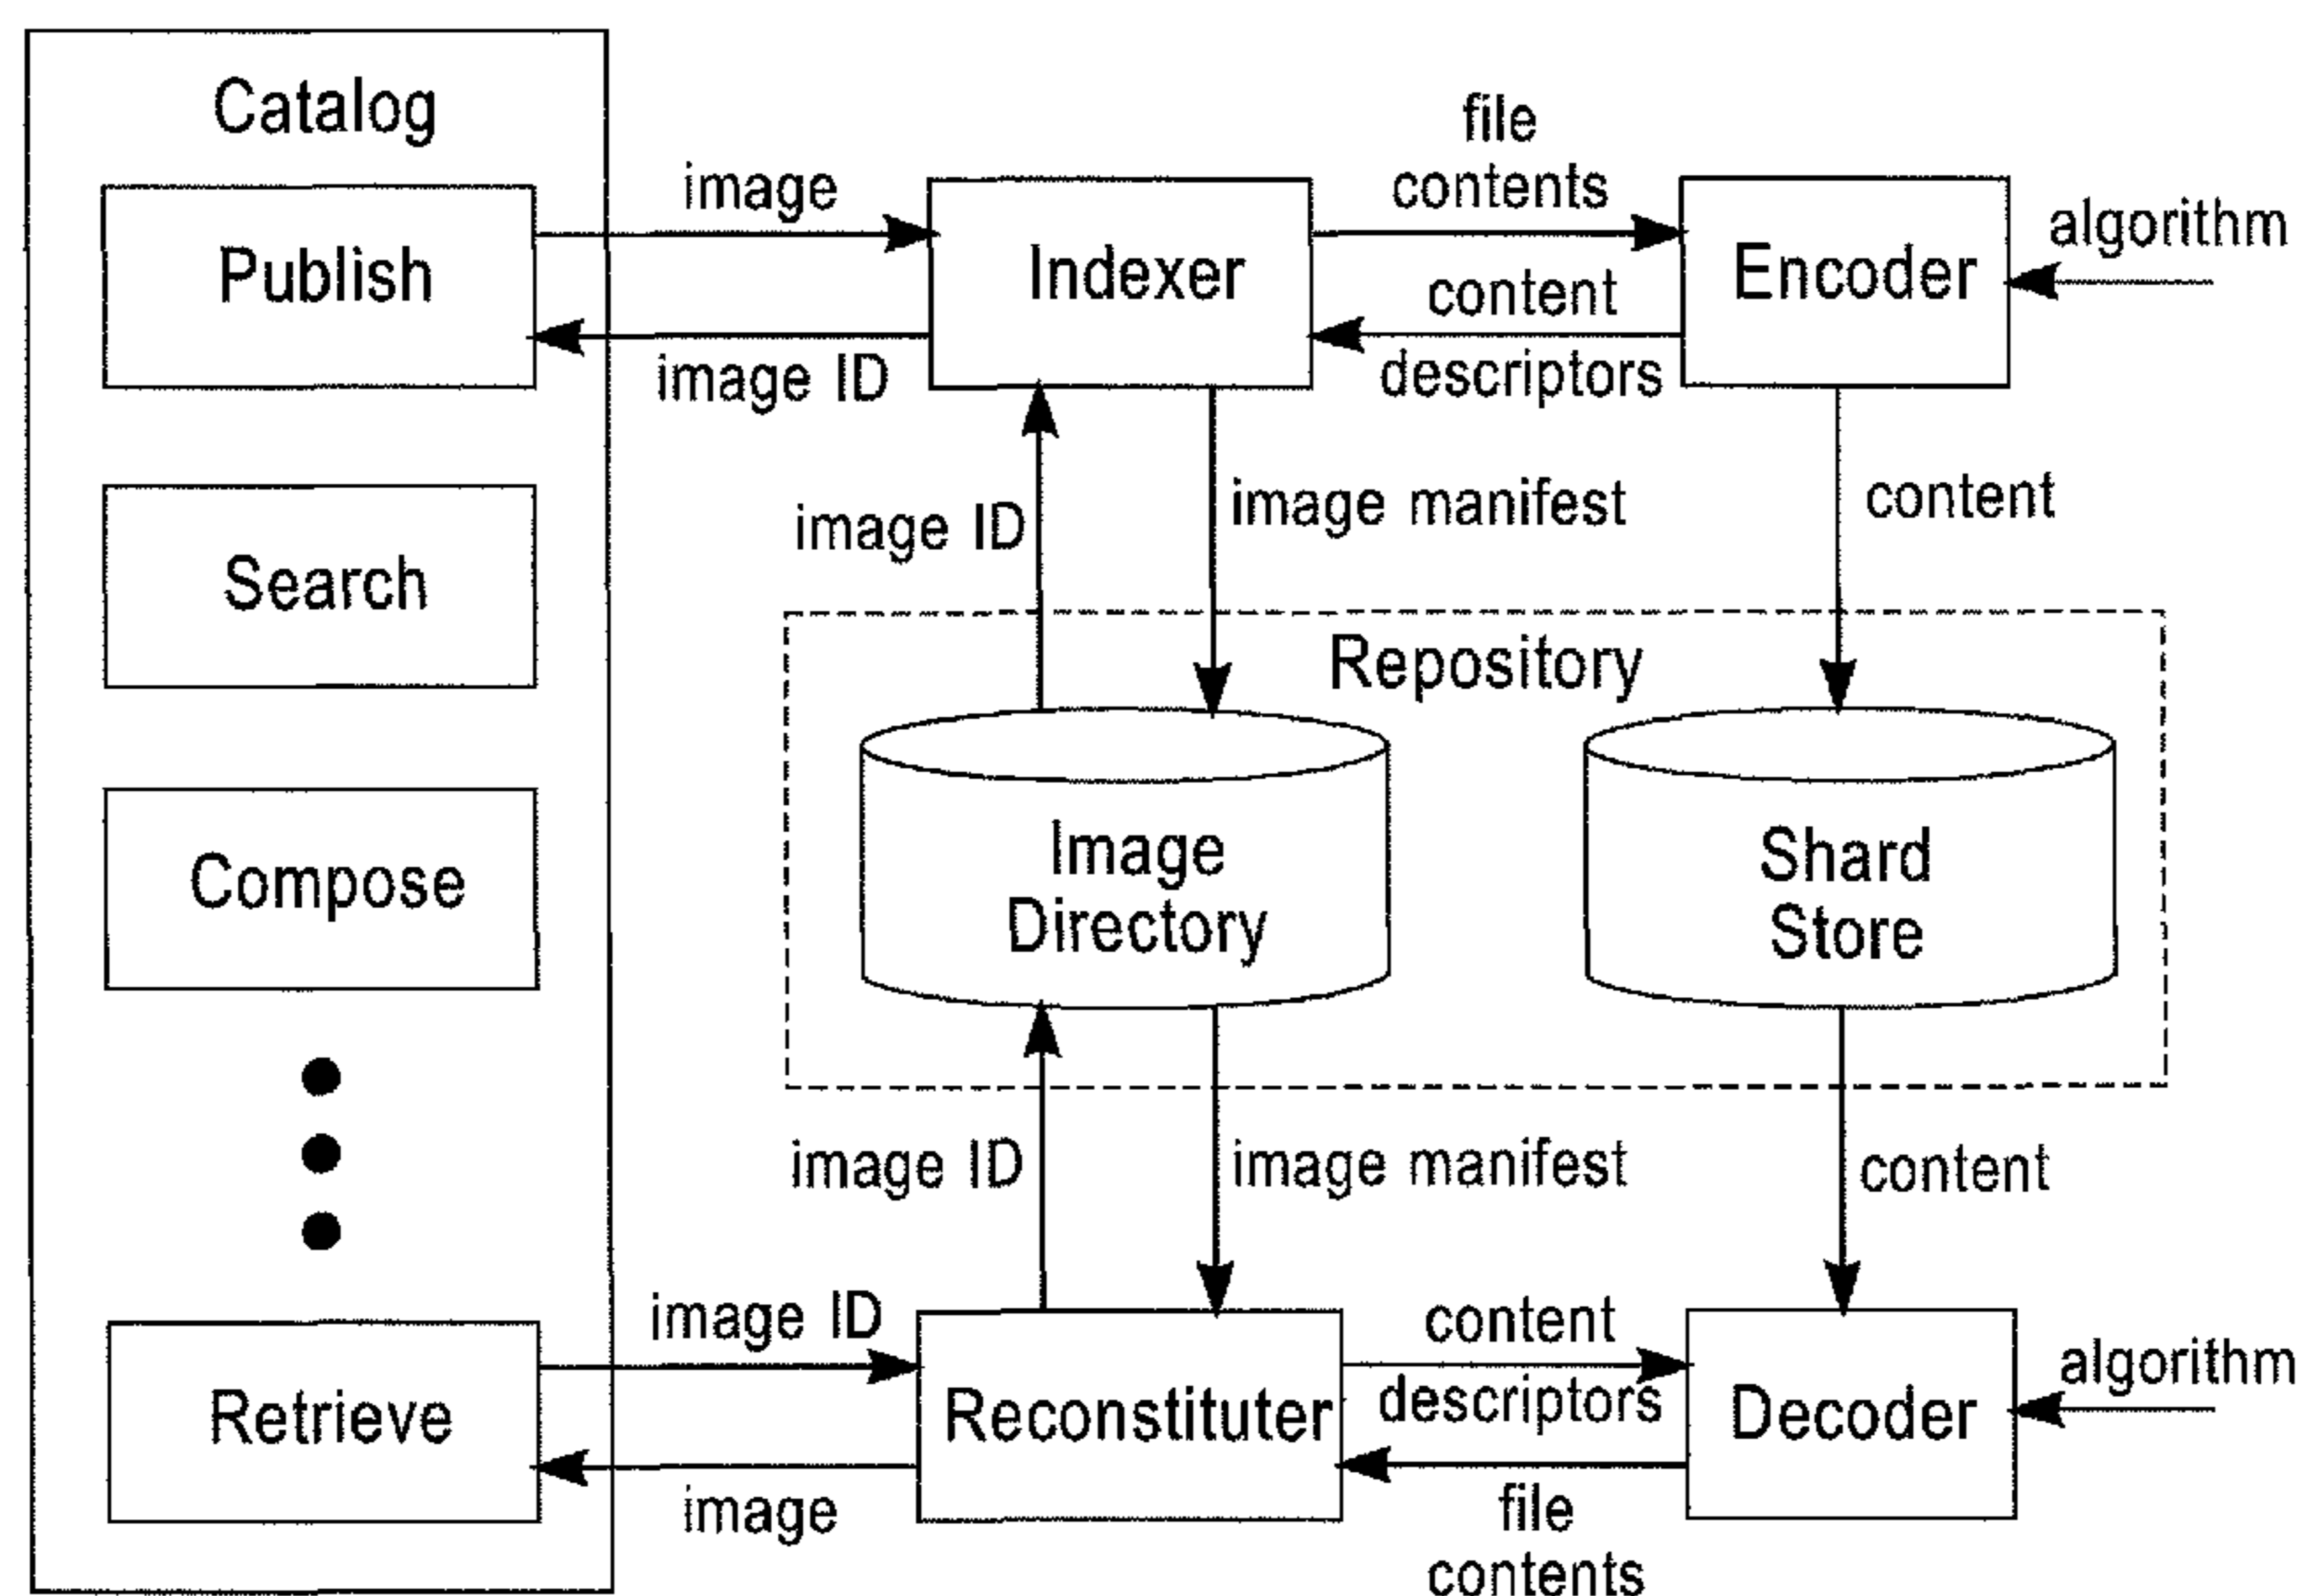 Catalog
Publish
Search
Compose
Retrieve
image
image ID
Indexer
file
contents
content
descriptors
Encoder
algorithm
image ID
image manifest
content
Repository
Image
Directory
Shard
Store
image ID
image manifest
content
image ID
image
Reconstituter
content
descriptors
file
contents
Decoder
algorithm